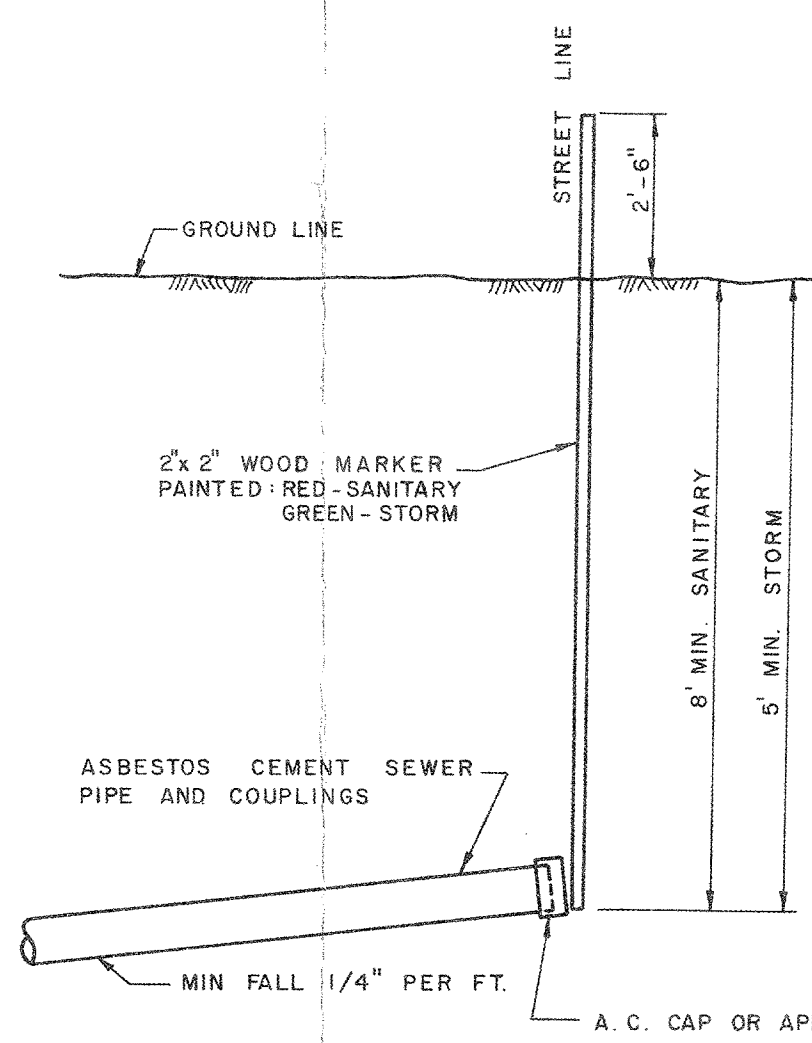 STREET LINE
2'-6"
GROUND LINE
2"x 2" WOOD MARKER
PAINTED: RED-SANITARY
GREEN-STORM
8' MIN. SANITARY
5' MIN. STORM
ASBESTOS CEMENT SEWER
PIPE AND COUPLINGS
MIN FALL 1/4" PER FT.
A.C. CAP OR